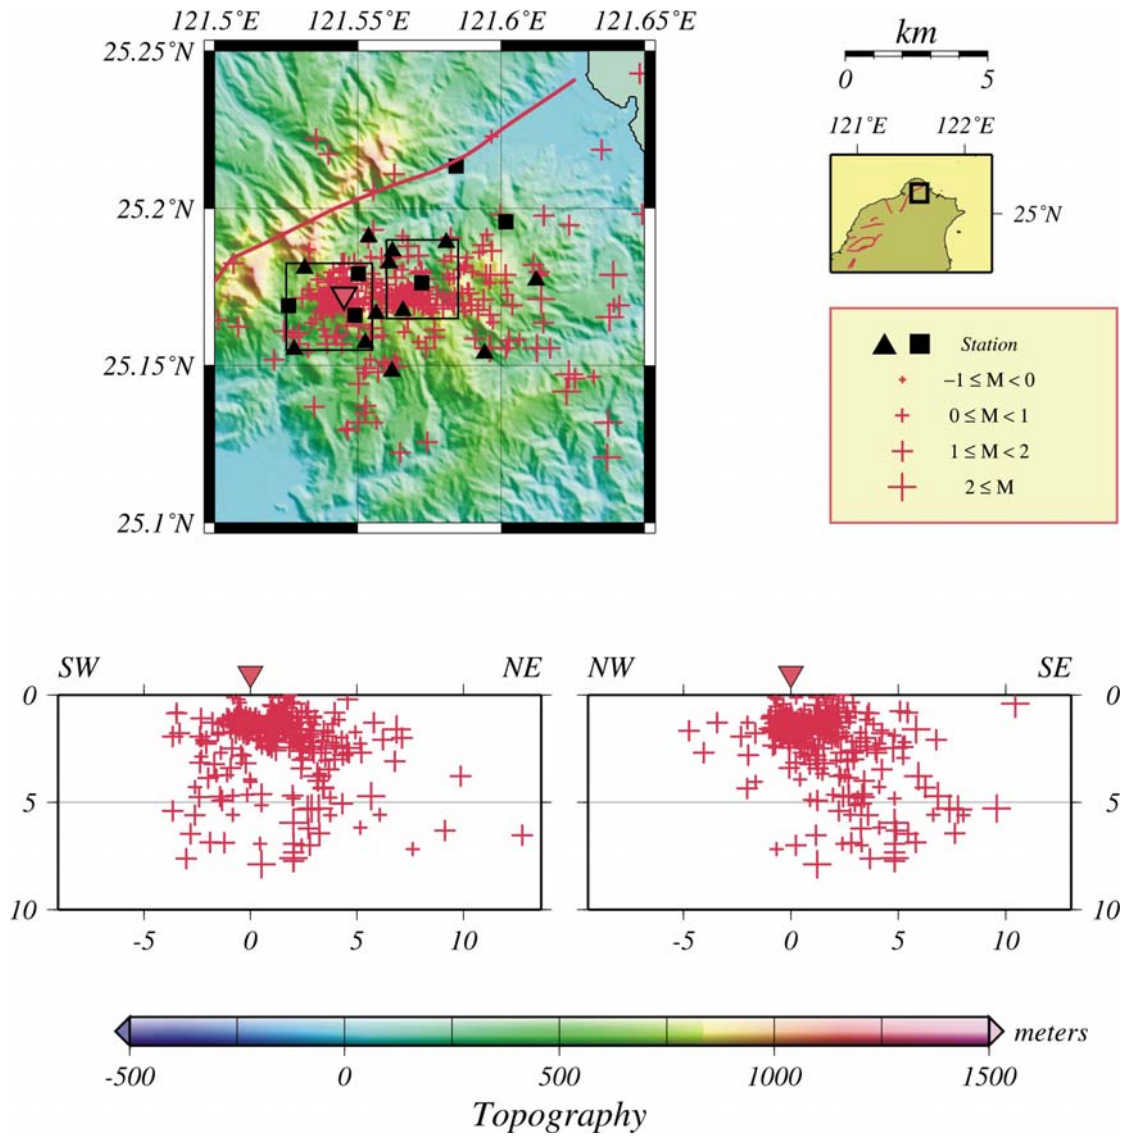 121.5˚E 121.55˚E 121.6˚E 121.65˚E
25.25˚N
25.2˚N
25.15˚N
25.1˚N
km
0 5
121˚E 122˚E
25˚N
Station
−1 ≤ M < 0
0 ≤ M < 1
1 ≤ M < 2
2 ≤ M
SW NE
0
5
10
-5 0 5 10
NW SE
0
5
10
-5 0 5 10
meters
-500 0 500 1000 1500
Topography